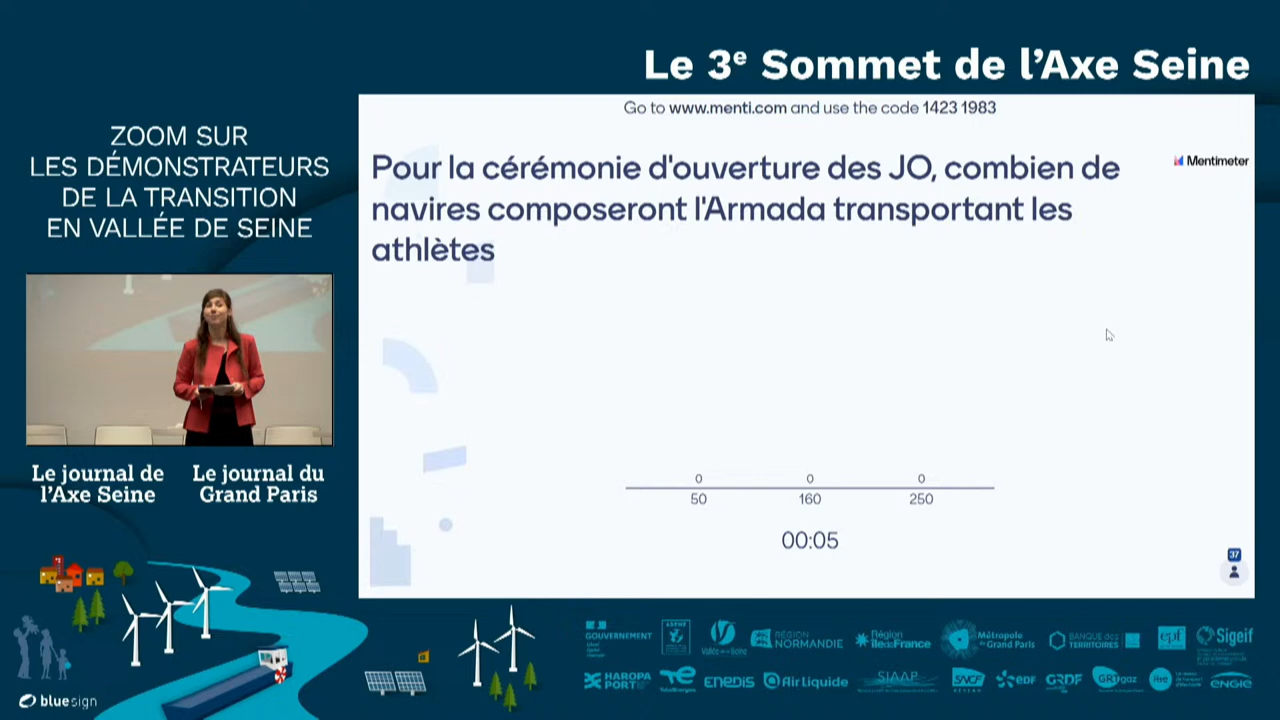 Le 3e Sommet de l'Axe Seine
ZOOM SUR
LES DÉMONSTRATEURS
DE LA TRANSITION
EN VALLÉE DE SEINE
Go to www.menti.com and use the code 1423 1983
Mentimeter
Pour la cérémonie d'ouverture des JO, combien de
navires composeront l'Armada transportant les
athlètes
0 0 0
50 160 250
00:05
37
Le journal de
l'Axe Seine
Le journal du
Grand Paris
bluesign
GOUVERNEMENT
Vallée de la Seine
RÉGION
NORMANDIE
Région
île de France
Métropole
du Grand Paris
BANQUE des
TERRITOIRES
ept
Sigeif
HAROPA
PORT
TotalEnergies
ENEDIS
Air Liquide
SIAAP
SNCF
RÉSEAU
EDF
GRDF
GRTgaz
Rte
ENGIE